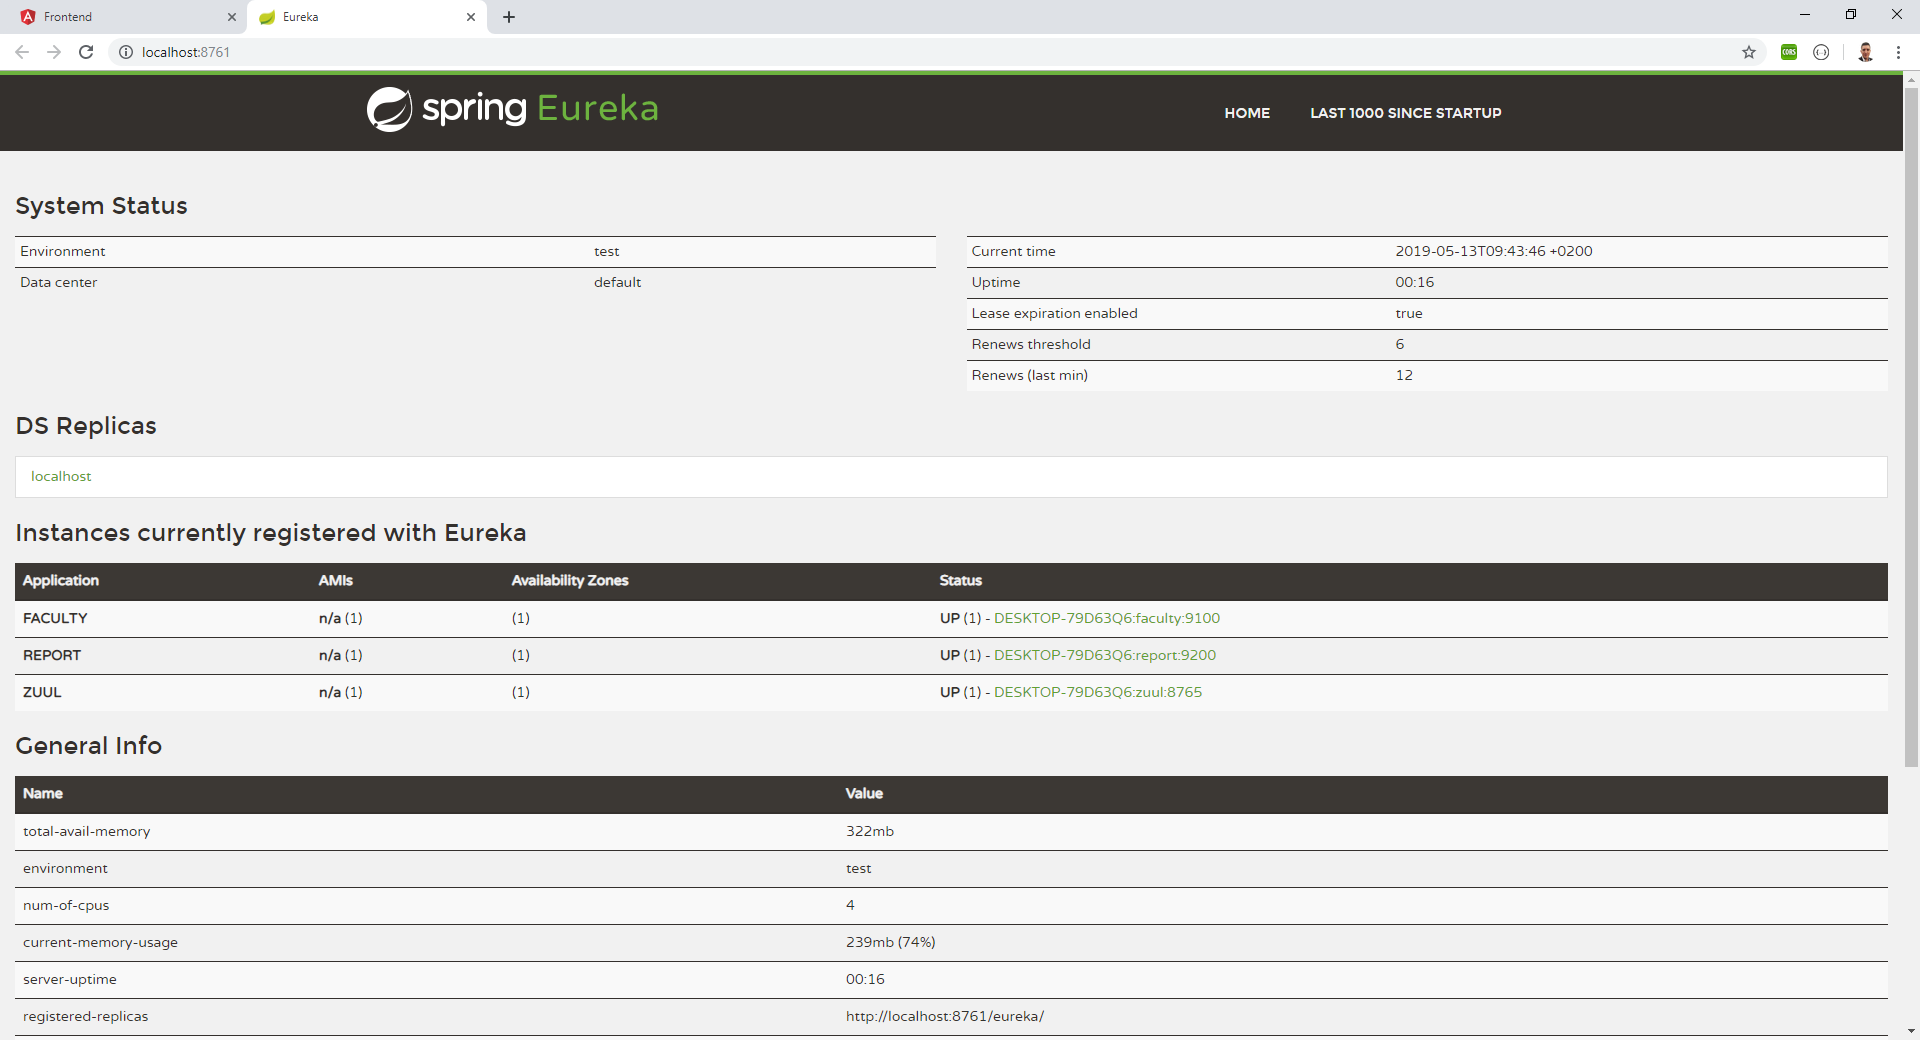 Frontend
Eureka
localhost:8761
CORS
spring Eureka
HOME LAST 1000 SINCE STARTUP
System Status
Environment test
Data center default
Current time 2019-05-13T09:43:46 +0200
Uptime 00:16
Lease expiration enabled true
Renews threshold 6
Renews (last min) 12
DS Replicas
localhost
Instances currently registered with Eureka
Application AMIs Availability Zones Status
FACULTY n/a (1) (1) UP (1) - DESKTOP-79D63Q6:faculty:9100
REPORT n/a (1) (1) UP (1) - DESKTOP-79D63Q6:report:9200
ZUUL n/a (1) (1) UP (1) - DESKTOP-79D63Q6:zuul:8765
General Info
Name Value
total-avail-memory 322mb
environment test
num-of-cpus 4
current-memory-usage 239mb (74%)
server-uptime 00:16
registered-replicas http://localhost:8761/eureka/